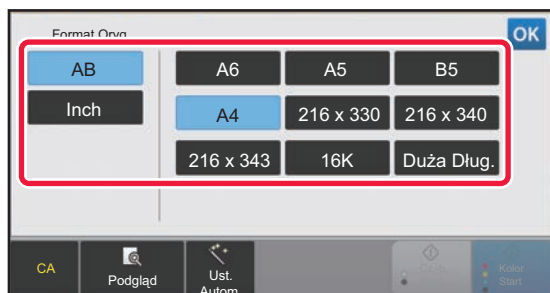 Format Oryg.
OK
AB
A6
A5
B5
Inch
A4
216 x 330
216 x 340
216 x 343
16K
Duża Dług.
CA
Podgląd
Ust.
Autom.
Kolor
Start